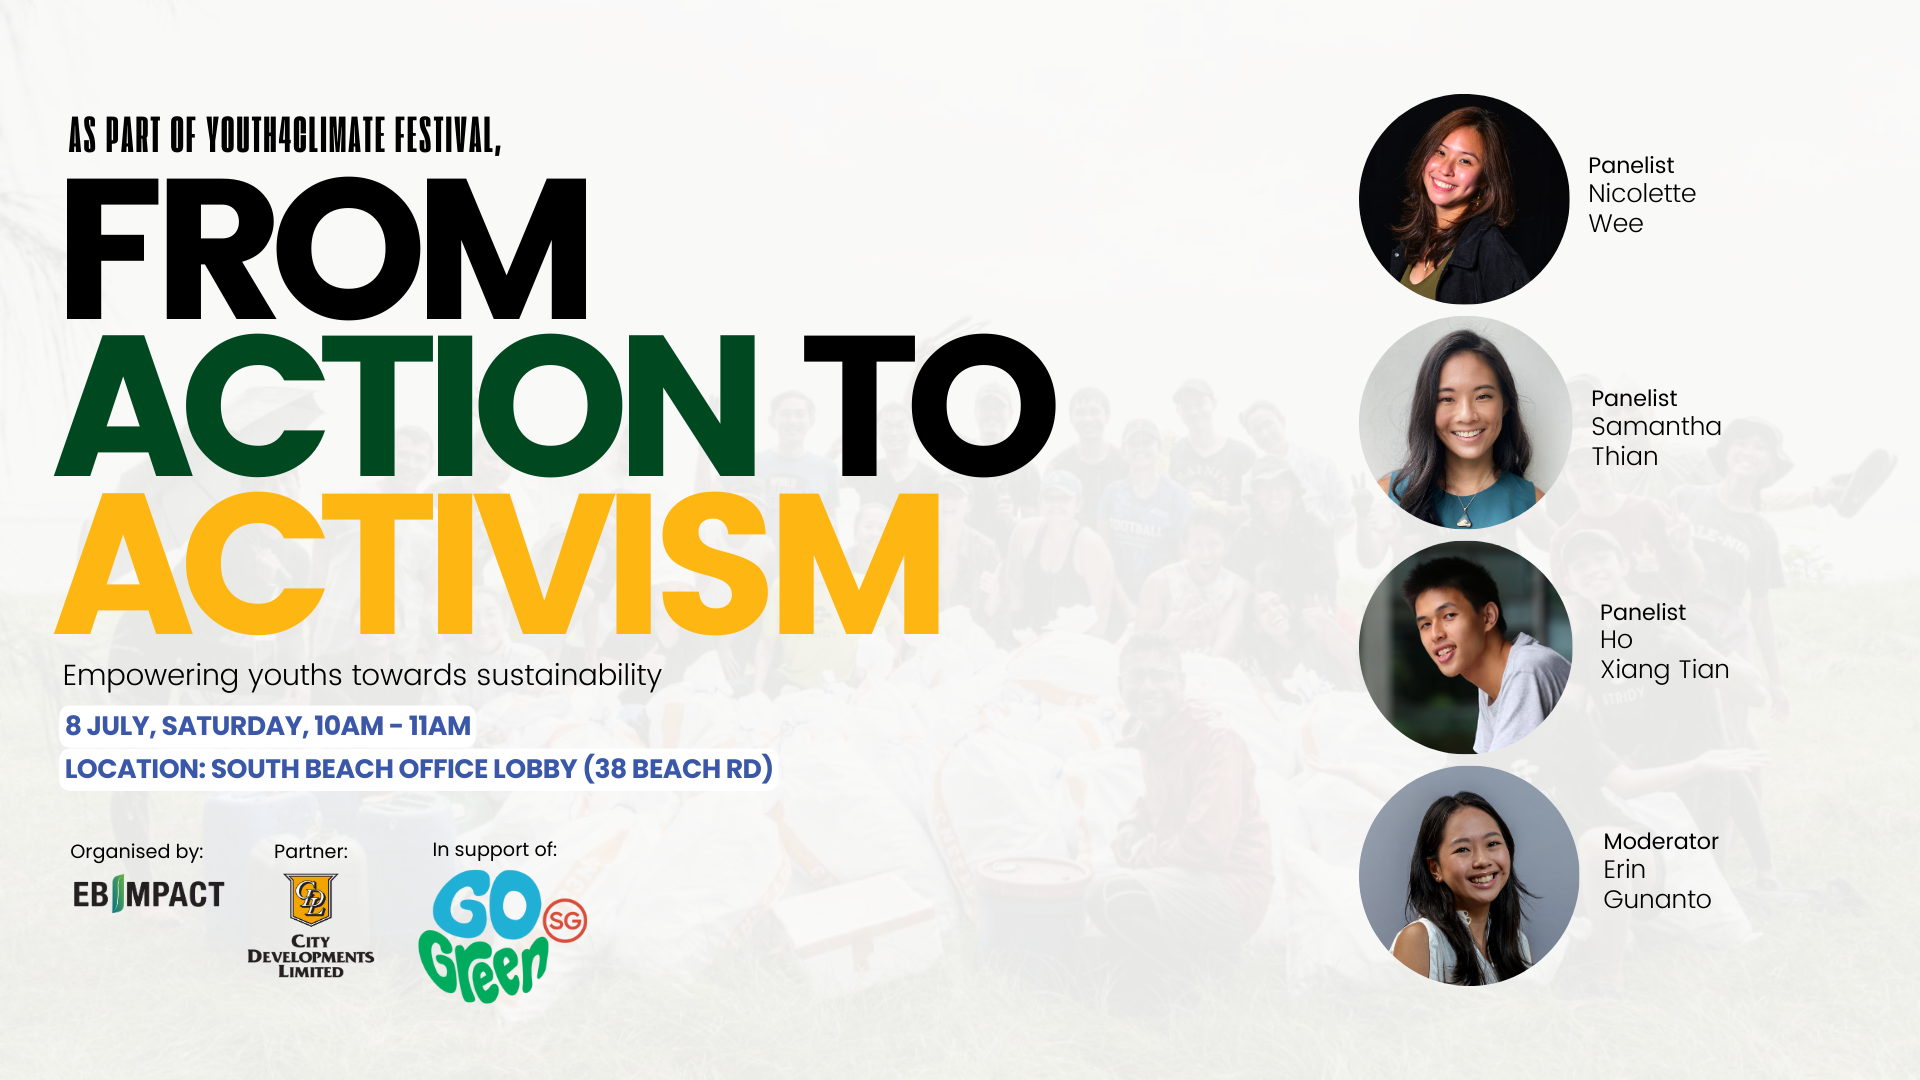 AS PART OF YOUTH4CLIMATE FESTIVAL,
FROM
ACTION TO
ACTIVISM
Empowering youths towards sustainability
8 JULY, SATURDAY, 10AM – 11AM
LOCATION: SOUTH BEACH OFFICE LOBBY (38 BEACH RD)
Organised by:
EB IMPACT
Partner:
CDL
CITY
DEVELOPMENTS
LIMITED
In support of:
GO
SG
Green
Panelist
Nicolette
Wee
Panelist
Samantha
Thian
Panelist
Ho
Xiang Tian
Moderator
Erin
Gunanto